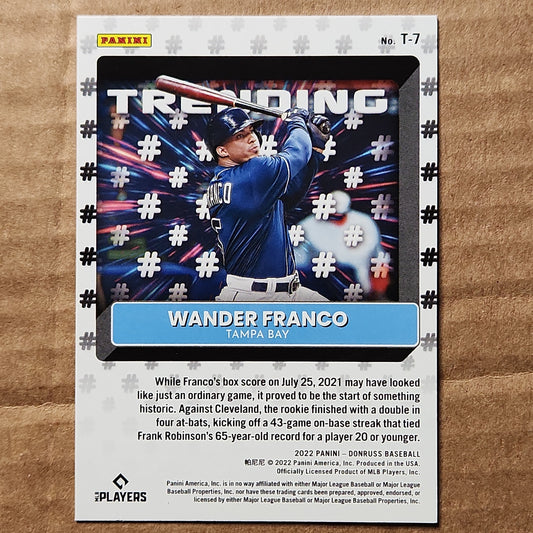 PANINI
No. T-7
TRENDING
FRANCO
5
WANDER FRANCO
TAMPA BAY
While Franco's box score on July 25, 2021 may have looked
like just an ordinary game, it proved to be the start of something
historic. Against Cleveland, the rookie finished with a double in
four at-bats, kicking off a 43-game on-base streak that tied
Frank Robinson's 65-year-old record for a player 20 or younger.
2022 PANINI – DONRUSS BASEBALL
帕尼尼 © 2022 Panini America, Inc. Produced in the USA.
Officially Licensed Product of MLB Players, Inc.
Panini America, Inc. is in no way affiliated with either Major League Baseball or Major League
Baseball Properties, Inc. nor have these trading cards been prepared, approved, endorsed, or
licensed by either Major League Baseball or Major League Baseball Properties, Inc.
MLB PLAYERS